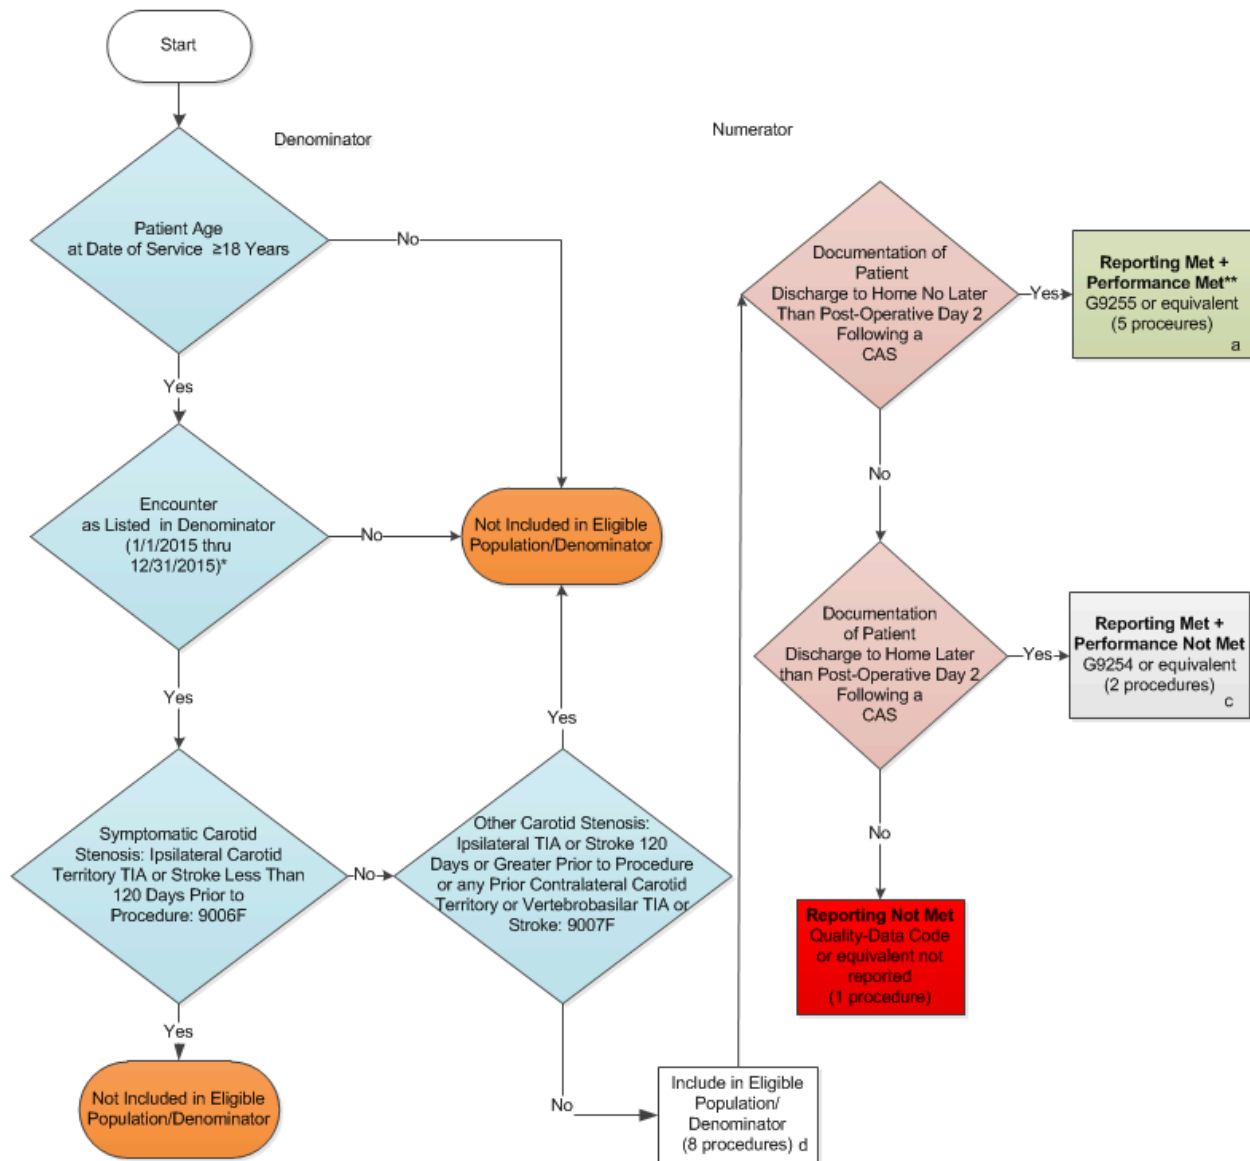 Start
Denominator
Patient Age
at Date of Service ≥18 Years
No
Yes
Encounter
as Listed in Denominator
(1/1/2015 thru
12/31/2015)*
No
Not Included in Eligible
Population/Denominator
Yes
Yes
Symptomatic Carotid
Stenosis: Ipsilateral Carotid
Territory TIA or Stroke Less Than
120 Days Prior to
Procedure: 9006F
No
Other Carotid Stenosis:
Ipsilateral TIA or Stroke 120
Days or Greater Prior to Procedure
or any Prior Contralateral Carotid
Territory or Vertebrobasilar TIA or
Stroke: 9007F
Yes
Not Included in Eligible
Population/Denominator
No
Include in Eligible
Population/
Denominator
(8 procedures) d
Numerator
Documentation of
Patient
Discharge to Home No Later
Than Post-Operative Day 2
Following a
CAS
Yes
Reporting Met +
Performance Met**
G9255 or equivalent
(5 proceures)
a
No
Documentation
of Patient
Discharge to Home Later
than Post-Operative Day 2
Following a
CAS
Yes
Reporting Met +
Performance Not Met
G9254 or equivalent
(2 procedures)
c
No
Reporting Not Met
Quality-Data Code
or equivalent not
reported
(1 procedure)